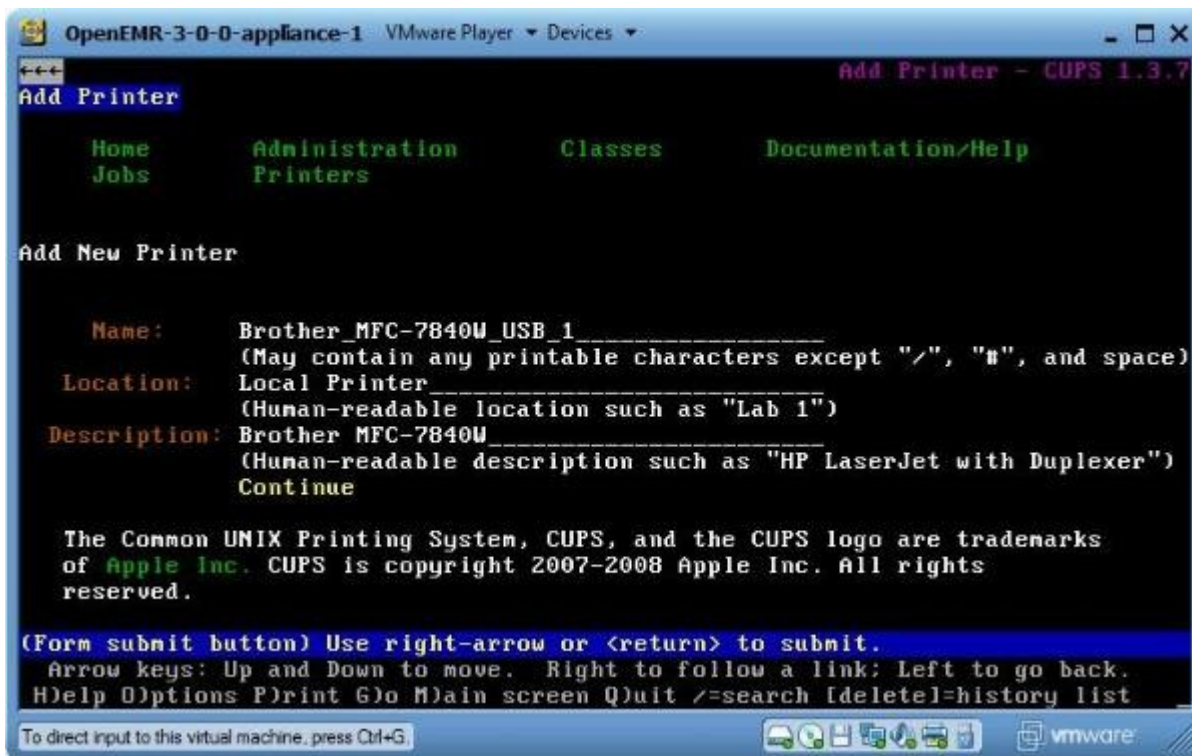 OpenEMR-3-0-0-appliance-1 VMware Player Devices
←←← Add Printer - CUPS 1.3.7
Add Printer
Home Administration Classes Documentation/Help
Jobs Printers
Add New Printer
Name: Brother_MFC-7840W_USB_1_________________
(May contain any printable characters except "/", "#", and space)
Location: Local Printer___________________________
(Human-readable location such as "Lab 1")
Description: Brother MFC-7840W_______________________
(Human-readable description such as "HP LaserJet with Duplexer")
Continue
The Common UNIX Printing System, CUPS, and the CUPS logo are trademarks
of Apple Inc. CUPS is copyright 2007-2008 Apple Inc. All rights
reserved.
(Form submit button) Use right-arrow or <return> to submit.
Arrow keys: Up and Down to move. Right to follow a link; Left to go back.
H)elp O)ptions P)rint G)o M)ain screen Q)uit /=search [delete]=history list
To direct input to this virtual machine, press Ctrl+G. vmware